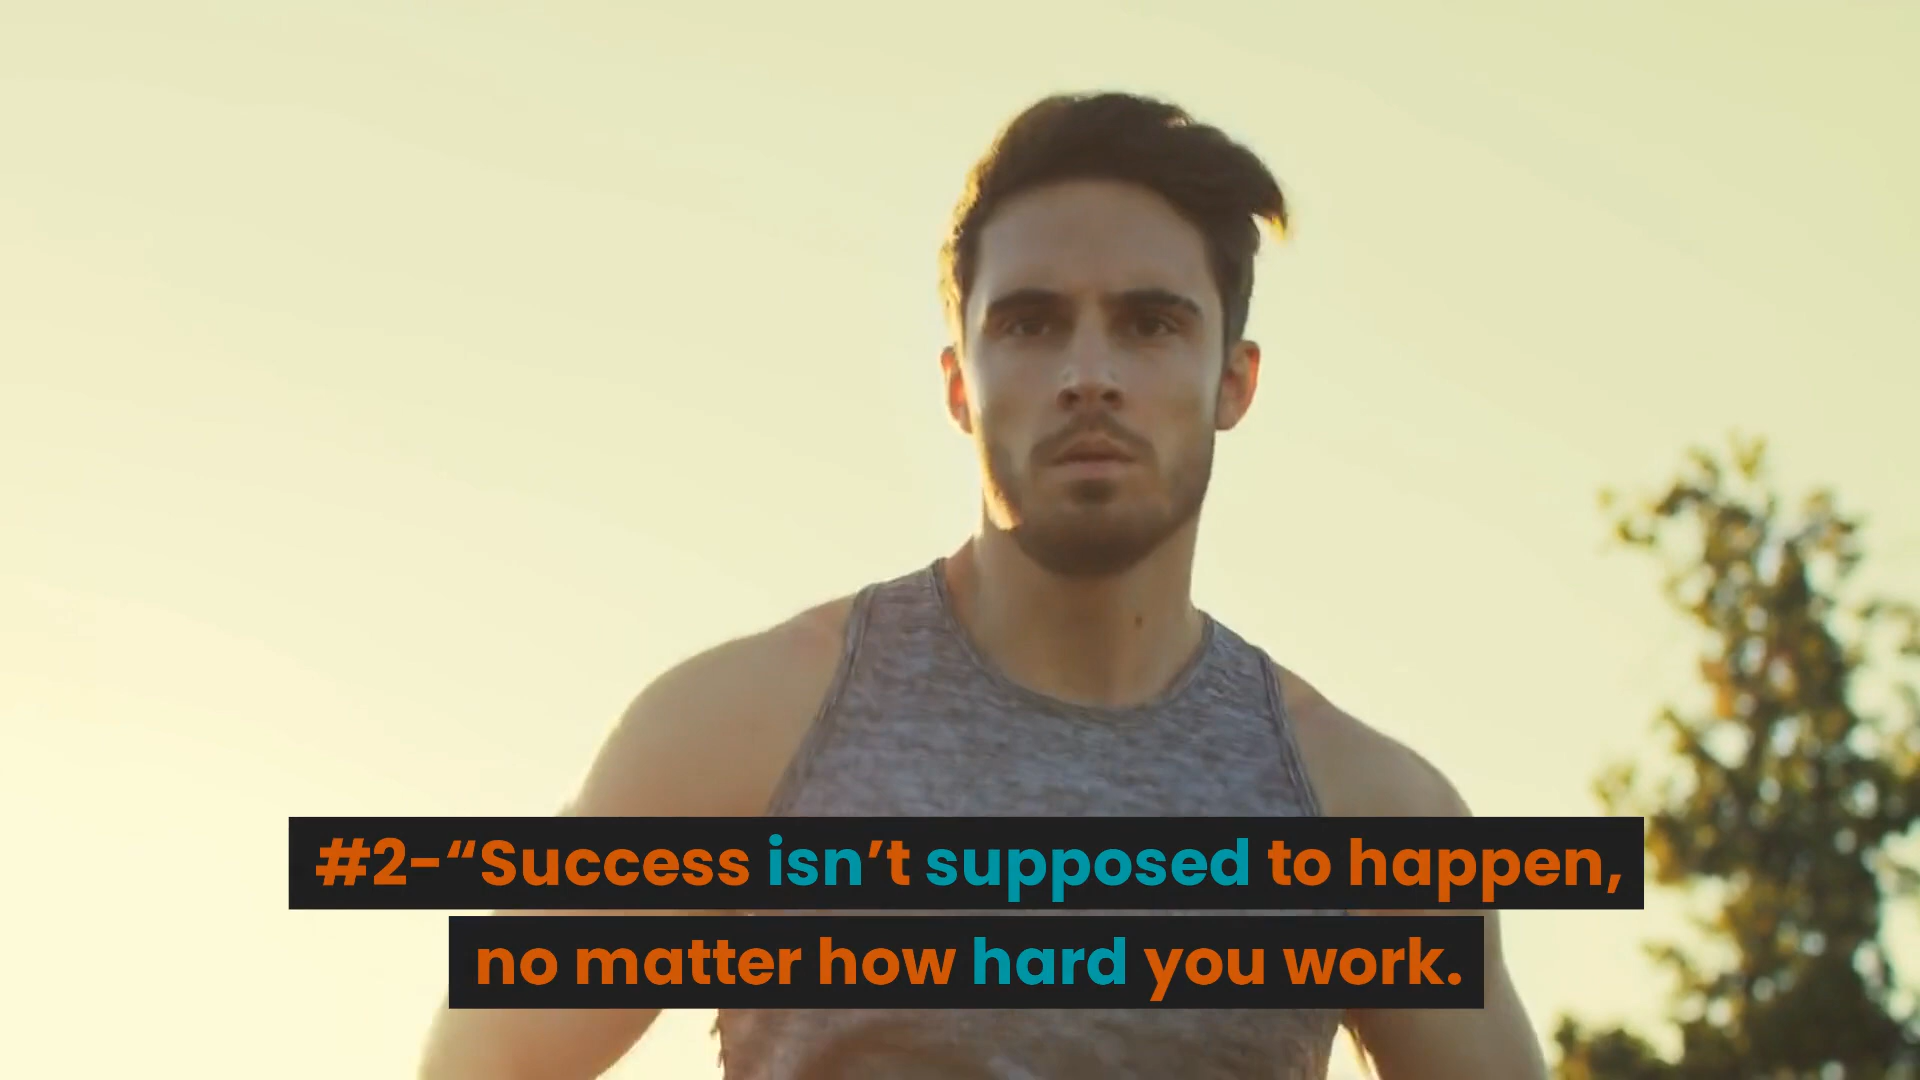 #2-“Success isn’t supposed to happen,
no matter how hard you work.